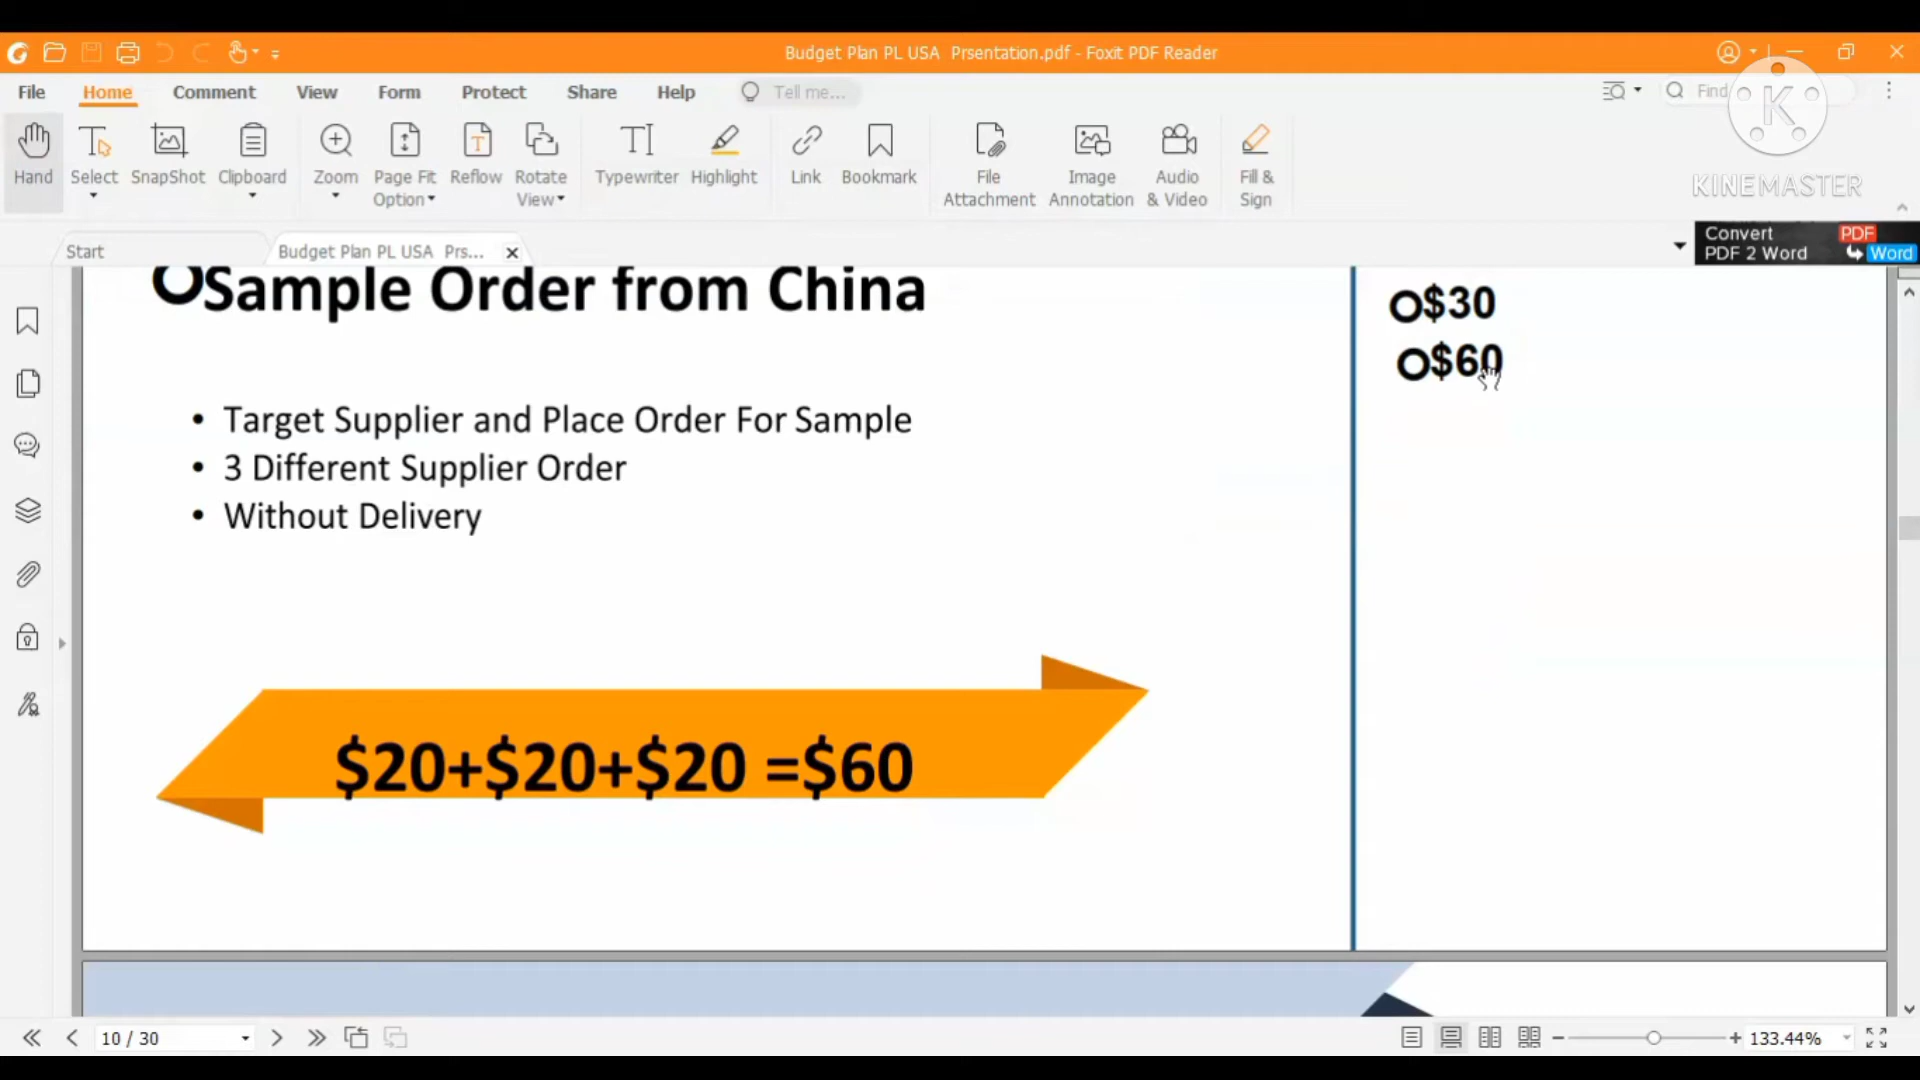 Budget Plan PL USA  Prsentation.pdf - Foxit PDF Reader
File Home Comment View Form Protect Share Help Tell me... Find
Hand Select SnapShot Clipboard Zoom Page Fit Option Reflow Rotate View Typewriter Highlight Link Bookmark File Attachment Image Annotation Audio & Video Fill & Sign
K
KINEMASTER
Start
Budget Plan PL USA  Prs...
Convert PDF
PDF 2 Word Word
Sample Order from China
$30
$60
• Target Supplier and Place Order For Sample
• 3 Different Supplier Order
• Without Delivery
$20+$20+$20 =$60
10 / 30
133.44%